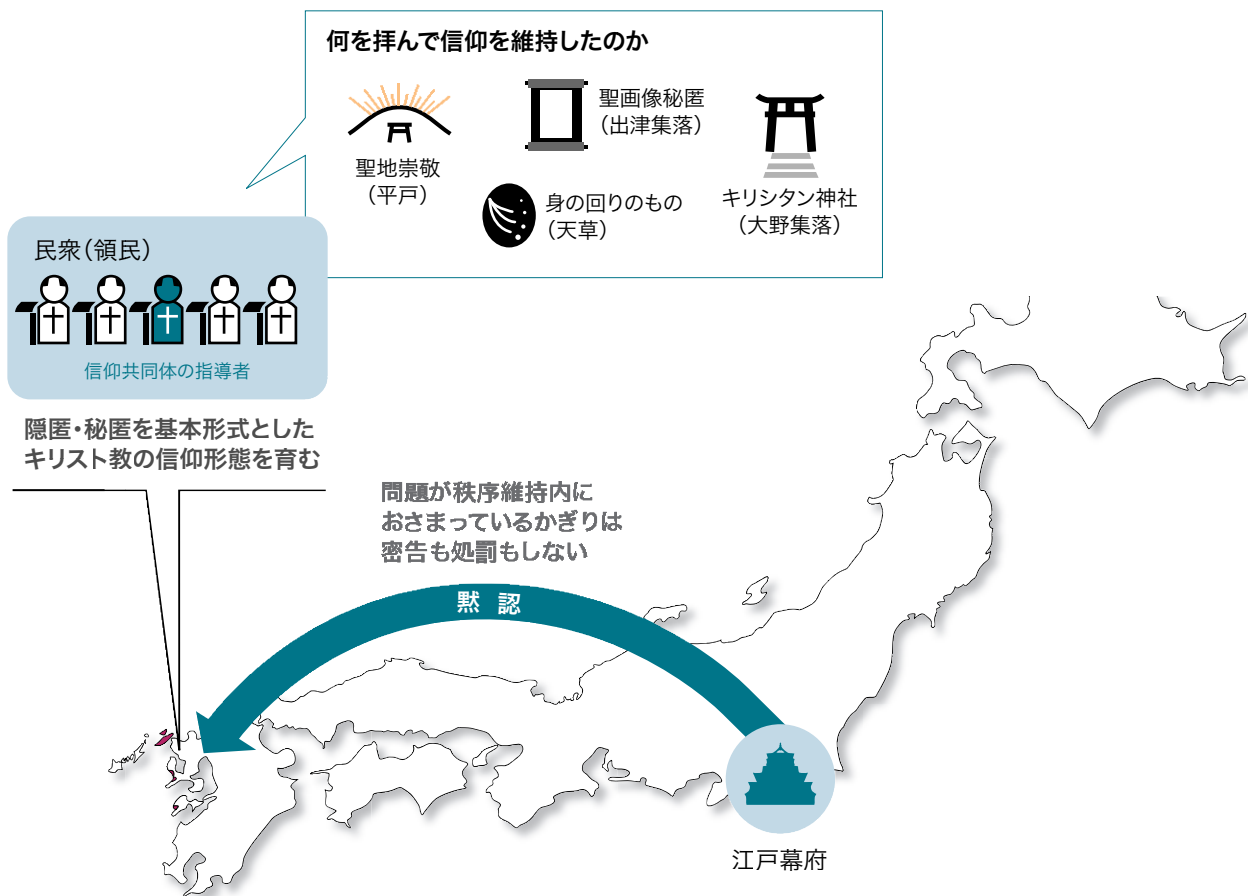 何を拝んで信仰を維持したのか
聖地崇敬
（平戸）
聖画像秘匿
（出津集落）
身の回りのもの
（天草）
キリシタン神社
（大野集落）
民衆（領民）
信仰共同体の指導者
隠匿・秘匿を基本形式とした
キリスト教の信仰形態を育む
問題が秩序維持内に
おさまっているかぎりは
密告も処罰もしない
黙認
江戸幕府